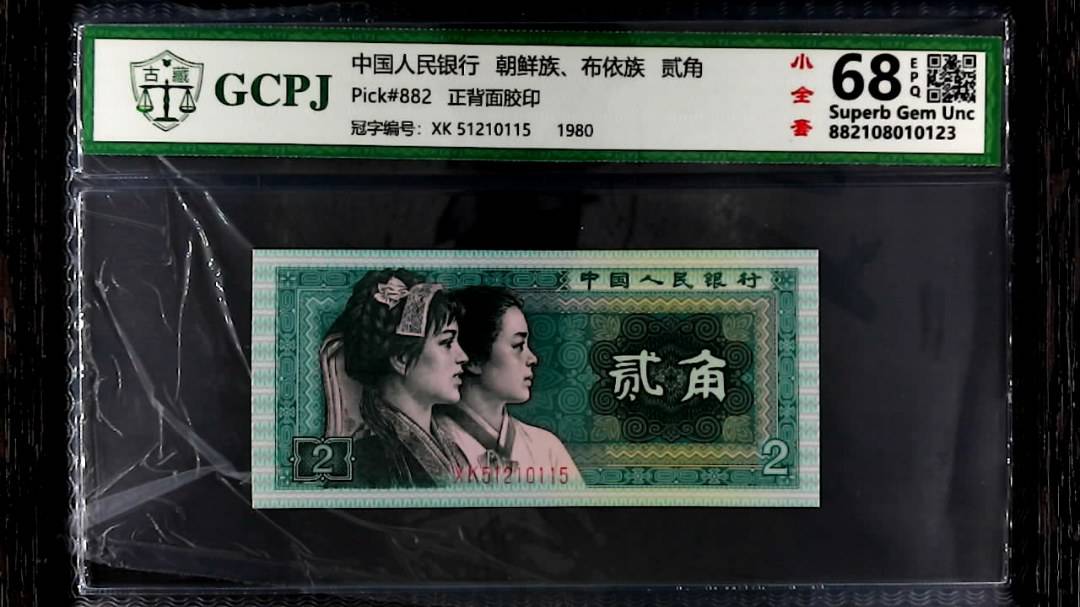 古藏
GCPJ
中国人民银行 朝鲜族、布依族 贰角
Pick#882 正背面胶印
冠字编号: XK 51210115 1980
小全套
68
EPQ
Superb Gem Unc
882108010123
中国人民银行
贰角
2
XK51210115
2